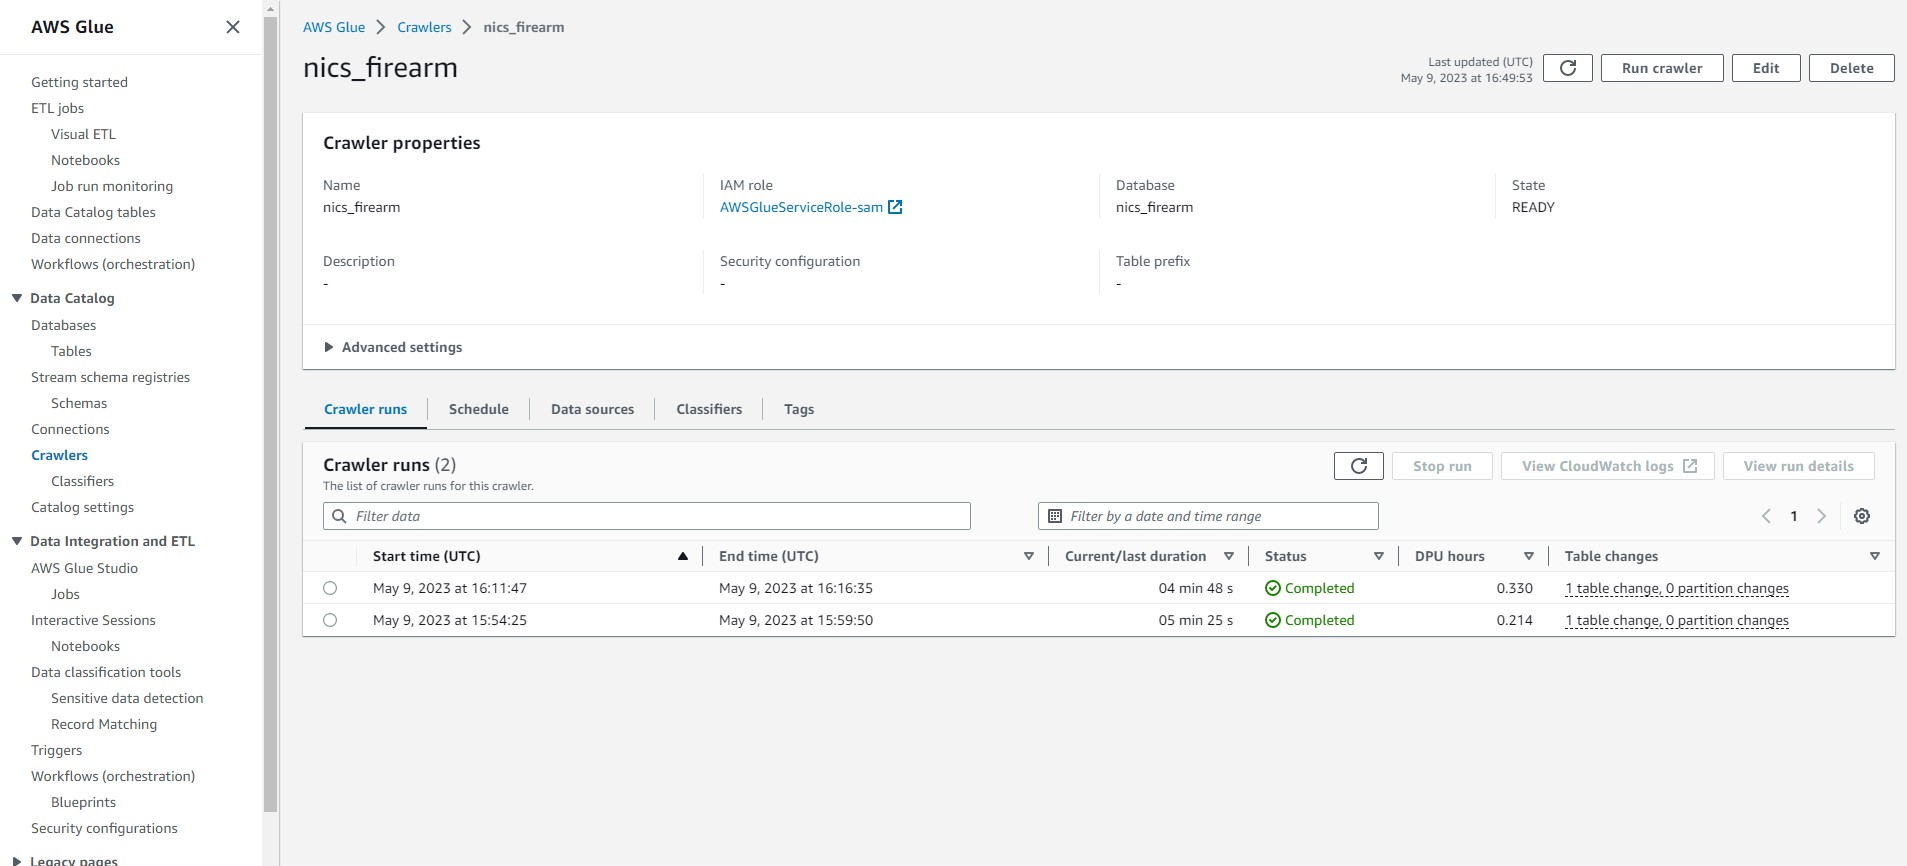 AWS Glue
Getting started
ETL jobs
Visual ETL
Notebooks
Job run monitoring
Data Catalog tables
Data connections
Workflows (orchestration)
Data Catalog
Databases
Tables
Stream schema registries
Schemas
Connections
Crawlers
Classifiers
Catalog settings
Data Integration and ETL
AWS Glue Studio
Jobs
Interactive Sessions
Notebooks
Data classification tools
Sensitive data detection
Record Matching
Triggers
Workflows (orchestration)
Blueprints
Security configurations
Legacy pages
AWS Glue Crawlers nics_firearm
nics_firearm
Last updated (UTC)
May 9, 2023 at 16:49:53
Run crawler Edit Delete
Crawler properties
Name IAM role Database State
nics_firearm AWSGlueServiceRole-sam nics_firearm READY
Description Security configuration Table prefix
- - -
Advanced settings
Crawler runs Schedule Data sources Classifiers Tags
Crawler runs (2) Stop run View CloudWatch logs View run details
The list of crawler runs for this crawler.
Filter data Filter by a date and time range 1
Start time (UTC) End time (UTC) Current/last duration Status DPU hours Table changes
May 9, 2023 at 16:11:47 May 9, 2023 at 16:16:35 04 min 48 s Completed 0.330 1 table change, 0 partition changes
May 9, 2023 at 15:54:25 May 9, 2023 at 15:59:50 05 min 25 s Completed 0.214 1 table change, 0 partition changes